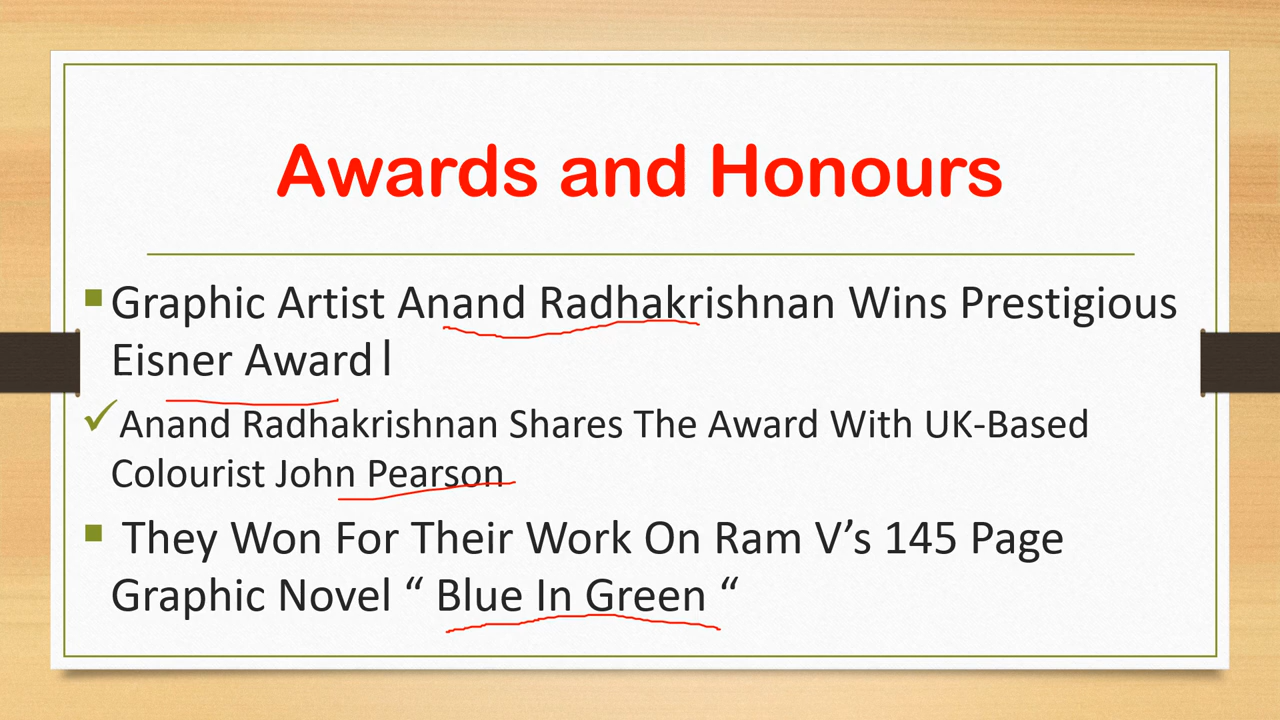 Awards and Honours
Graphic Artist Anand Radhakrishnan Wins Prestigious
Eisner Award l
Anand Radhakrishnan Shares The Award With UK-Based
Colourist John Pearson
They Won For Their Work On Ram V’s 145 Page
Graphic Novel “ Blue In Green “